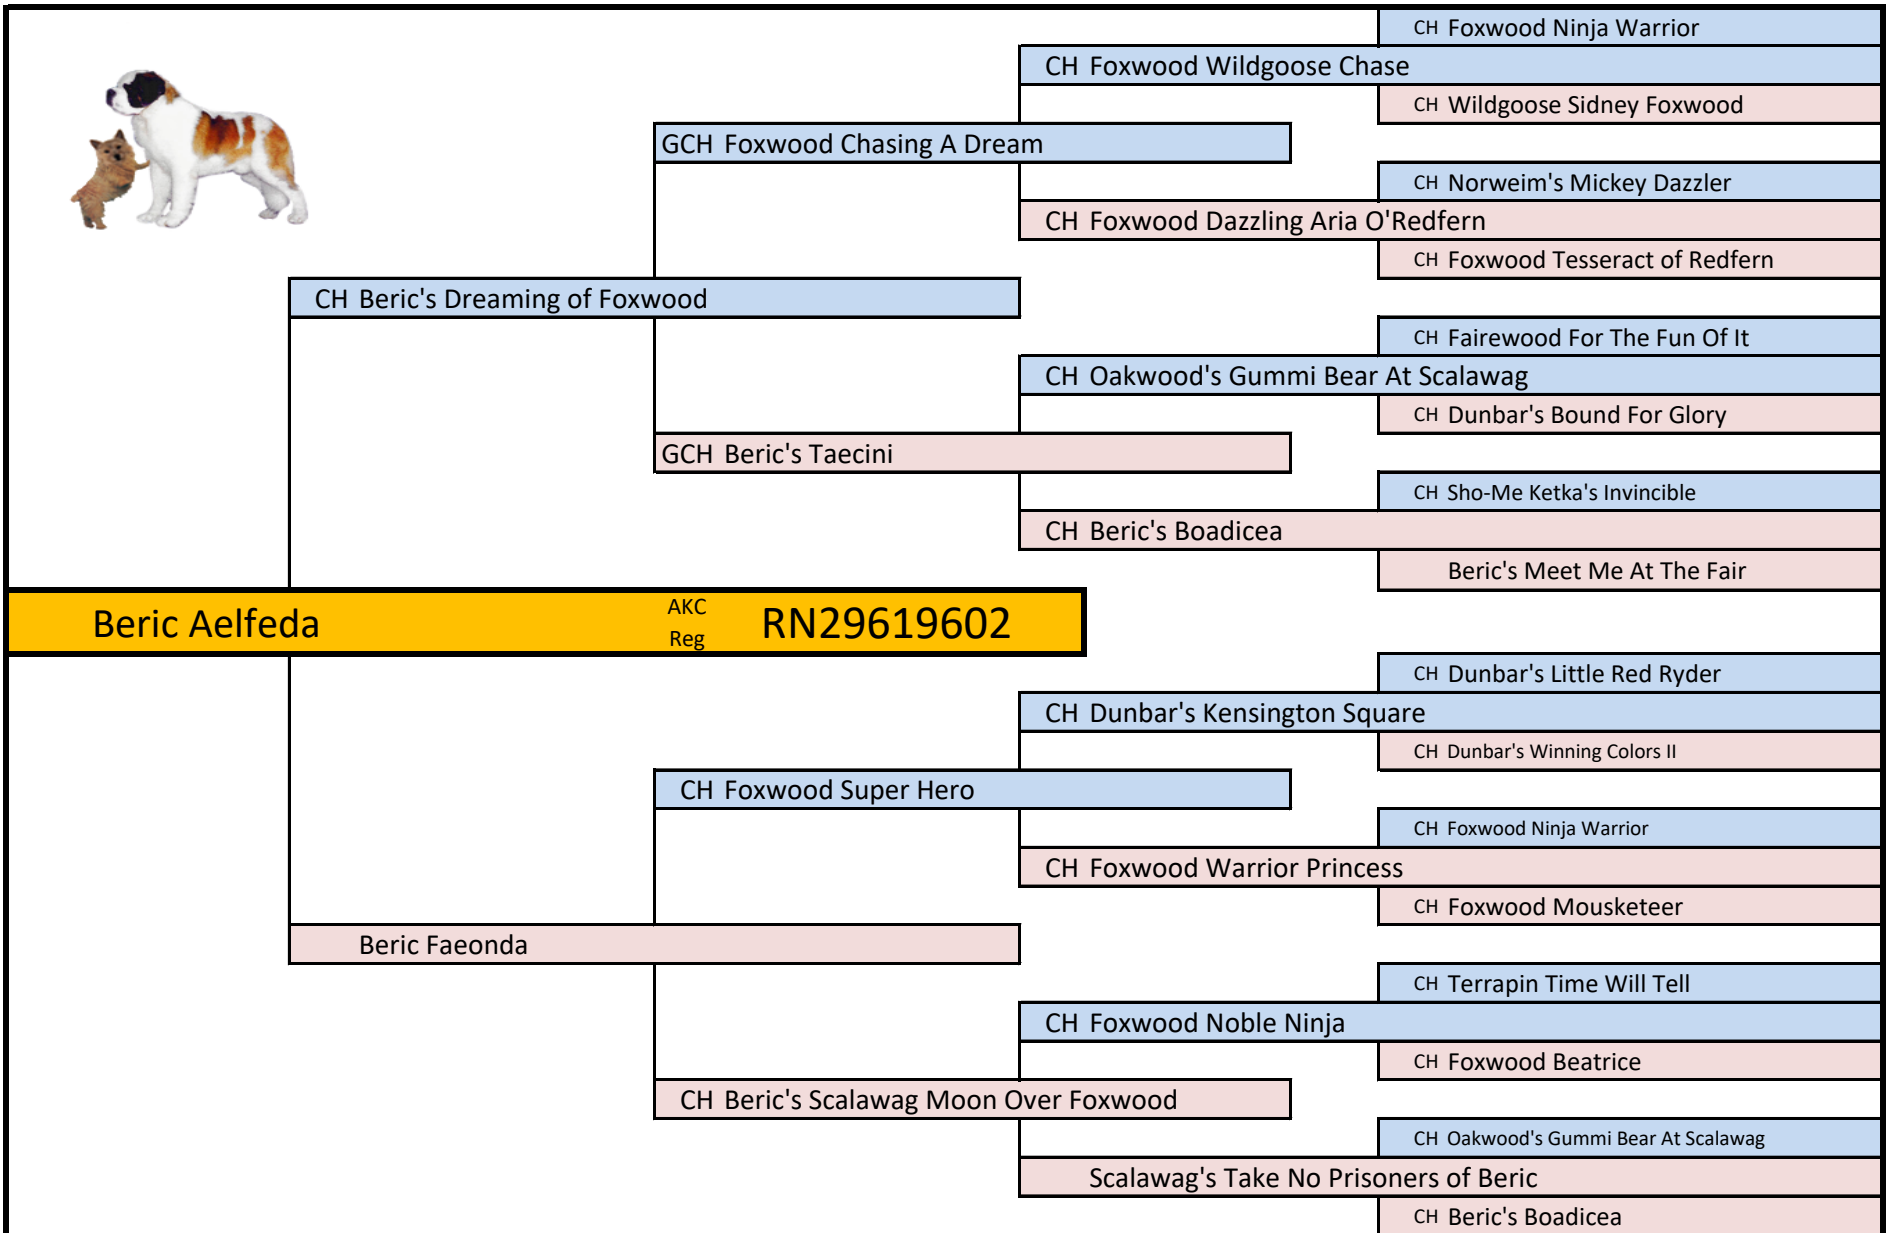 CH Foxwood Ninja Warrior
CH Foxwood Wildgoose Chase
CH Wildgoose Sidney Foxwood
GCH Foxwood Chasing A Dream
CH Norweim's Mickey Dazzler
CH Foxwood Dazzling Aria O'Redfern
CH Foxwood Tesseract of Redfern
CH Beric's Dreaming of Foxwood
CH Fairewood For The Fun Of It
CH Oakwood's Gummi Bear At Scalawag
CH Dunbar's Bound For Glory
GCH Beric's Taecini
CH Sho-Me Ketka's Invincible
CH Beric's Boadicea
Beric's Meet Me At The Fair
Beric Aelfeda AKC Reg RN29619602
CH Dunbar's Little Red Ryder
CH Dunbar's Kensington Square
CH Dunbar's Winning Colors II
CH Foxwood Super Hero
CH Foxwood Ninja Warrior
CH Foxwood Warrior Princess
CH Foxwood Mousketeer
Beric Faeonda
CH Terrapin Time Will Tell
CH Foxwood Noble Ninja
CH Foxwood Beatrice
CH Beric's Scalawag Moon Over Foxwood
CH Oakwood's Gummi Bear At Scalawag
Scalawag's Take No Prisoners of Beric
CH Beric's Boadicea